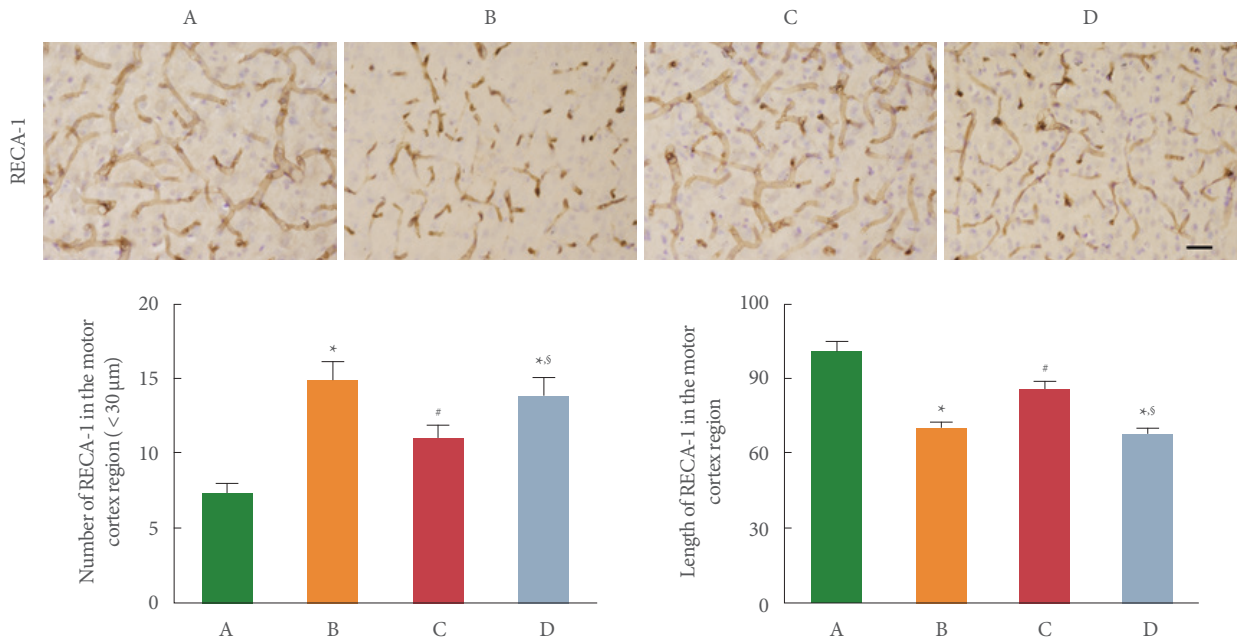 A B C D
RECA-1
Number of RECA-1 in the motor
cortex region (<30 μm)
20
15
10
5
0
*
#
*,§
A B C D
Length of RECA-1 in the motor
cortex region
100
90
60
30
0
*
#
*,§
A B C D